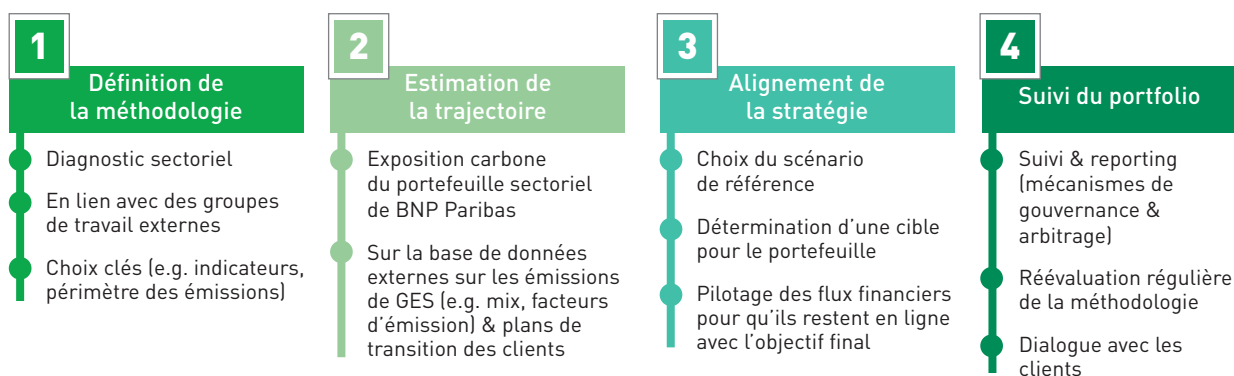 1
Définition de
la méthodologie
Diagnostic sectoriel
En lien avec des groupes
de travail externes
Choix clés (e.g. indicateurs,
périmètre des émissions)
2
Estimation de
la trajectoire
Exposition carbone
du portefeuille sectoriel
de BNP Paribas
Sur la base de données
externes sur les émissions
de GES (e.g. mix, facteurs
d’émission) & plans de
transition des clients
3
Alignement de
la stratégie
Choix du scénario
de référence
Détermination d’une cible
pour le portefeuille
Pilotage des flux financiers
pour qu’ils restent en ligne
avec l’objectif final
4
Suivi du portfolio
Suivi & reporting
(mécanismes de
gouvernance &
arbitrage)
Réévaluation régulière
de la méthodologie
Dialogue avec les
clients